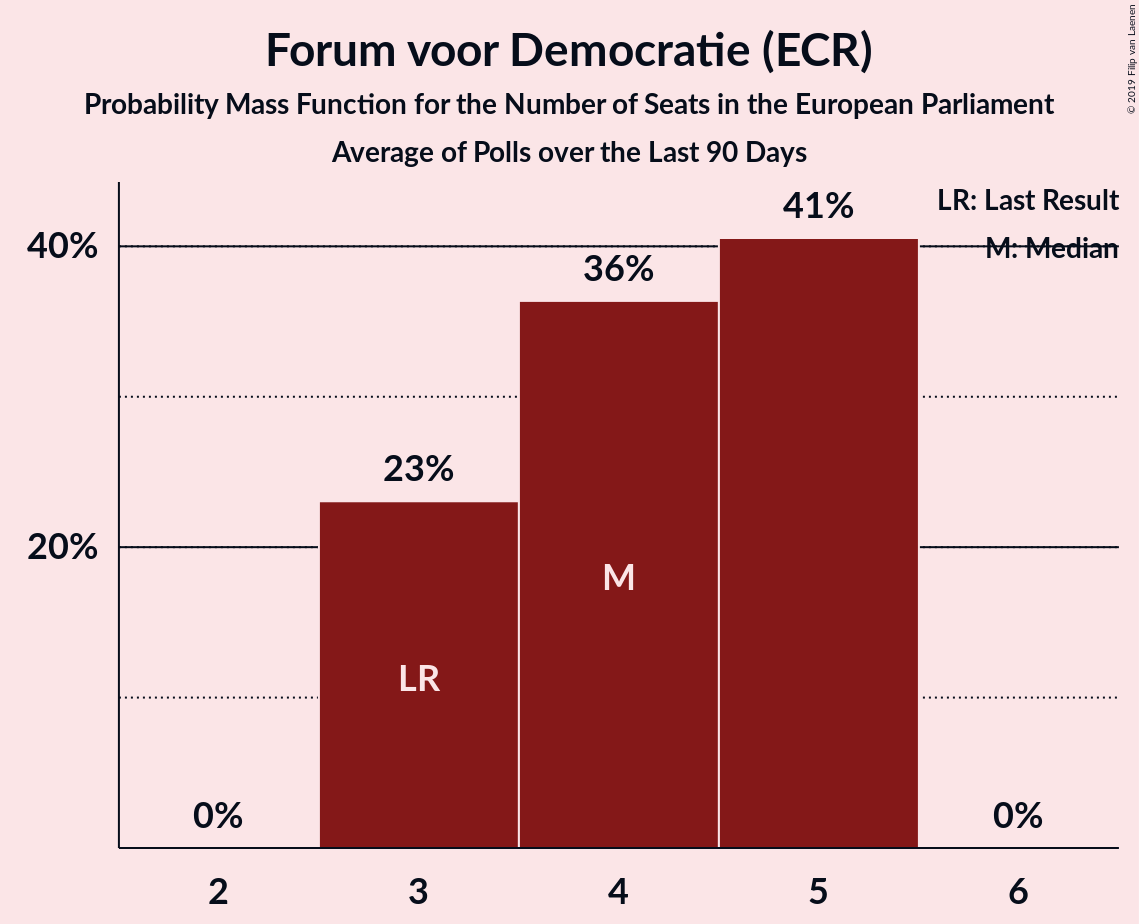 Forum voor Democratie (ECR)
Probability Mass Function for the Number of Seats in the European Parliament
Average of Polls over the Last 90 Days
© 2019 Filip van Laenen
LR: Last Result
M: Median
41%
40%
36%
23%
20%
M
LR
0%
0%
2 3 4 5 6